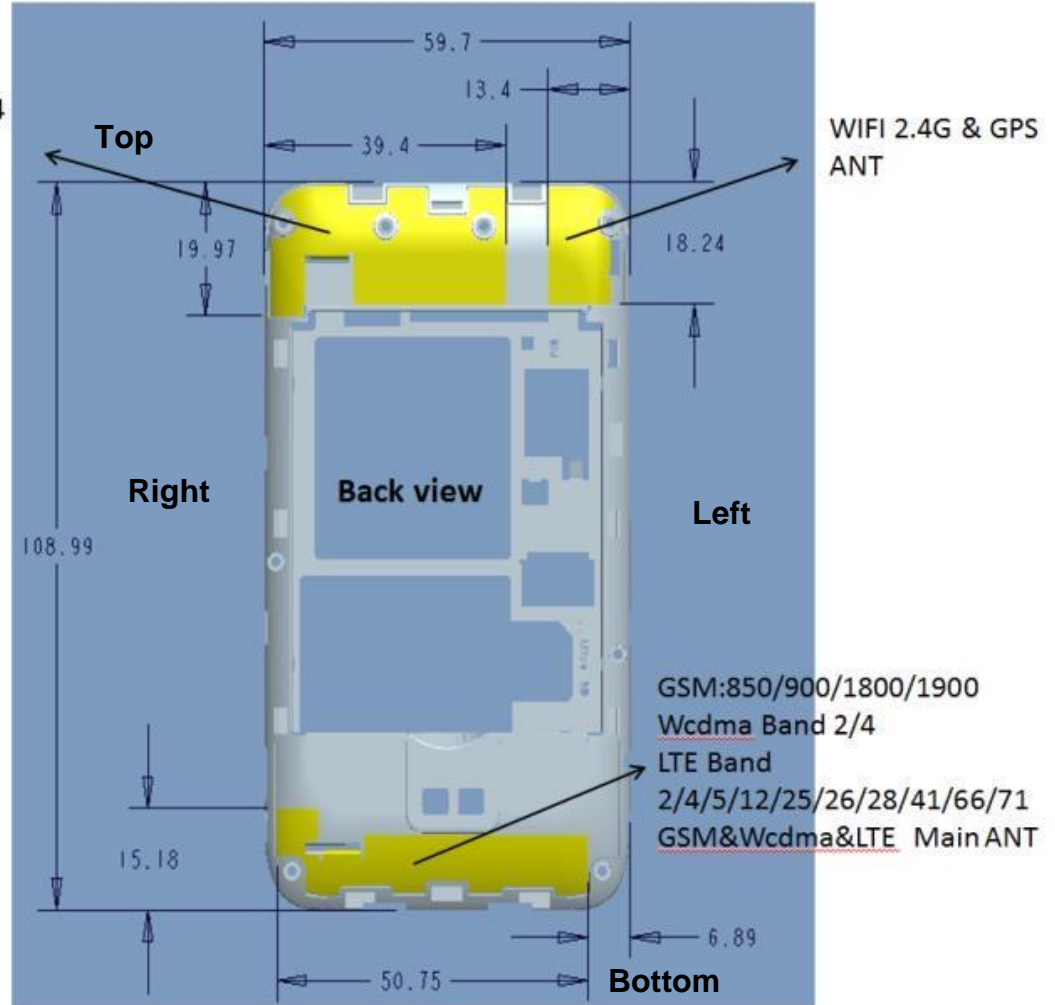 59.7
13.4
4
Top
39.4
WIFI 2.4G & GPS
ANT
19.97
18.24
Right
Back view
Left
108.99
GSM:850/900/1800/1900
Wcdma Band 2/4
LTE Band
2/4/5/12/25/26/28/41/66/71
GSM&Wcdma&LTE Main ANT
15.18
6.89
50.75
Bottom